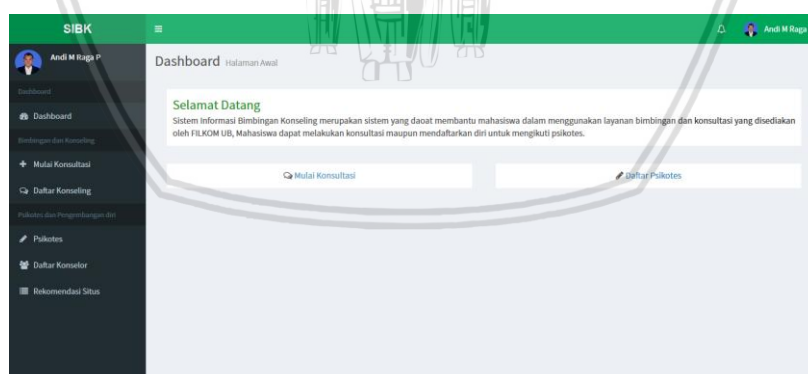 SIBK
Andi M Raga
Andi M Raga P
Dashboard Halaman Awal
Dashboard
Dashboard
Bimbingan dan Konseling
Mulai Konsultasi
Daftar Konseling
Psikotes dan Pengembangan diri
Psikotes
Daftar Konselor
Rekomendasi Situs
Selamat Datang
Sistem Informasi Bimbingan Konseling merupakan sistem yang daoat membantu mahasiswa dalam menggunakan layanan bimbingan dan konsultasi yang disediakan
oleh FILKOM UB, Mahasiswa dapat melakukan konsultasi maupun mendaftarkan diri untuk mengikuti psikotes.
Mulai Konsultasi
Daftar Psikotes